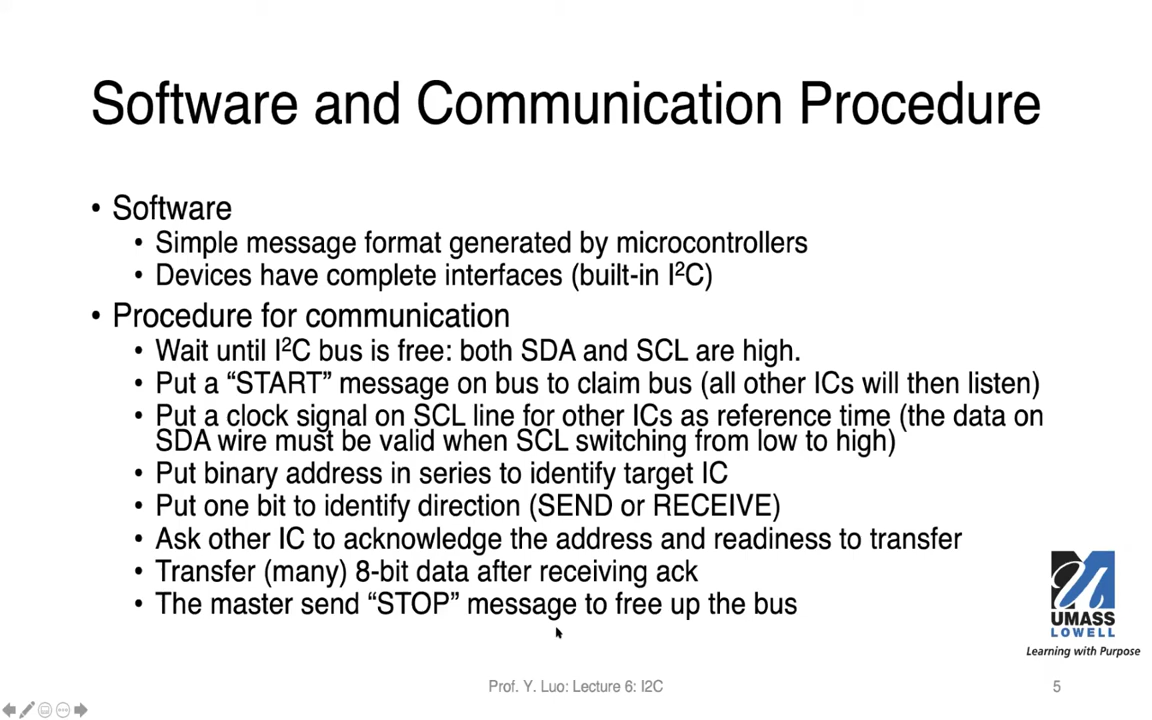 Software and Communication Procedure
• Software
• Simple message format generated by microcontrollers
• Devices have complete interfaces (built-in I²C)
• Procedure for communication
• Wait until I²C bus is free: both SDA and SCL are high.
• Put a “START” message on bus to claim bus (all other ICs will then listen)
• Put a clock signal on SCL line for other ICs as reference time (the data on
SDA wire must be valid when SCL switching from low to high)
• Put binary address in series to identify target IC
• Put one bit to identify direction (SEND or RECEIVE)
• Ask other IC to acknowledge the address and readiness to transfer
• Transfer (many) 8-bit data after receiving ack
• The master send “STOP” message to free up the bus
UMASS
LOWELL
Learning with Purpose
Prof. Y. Luo: Lecture 6: I2C
5